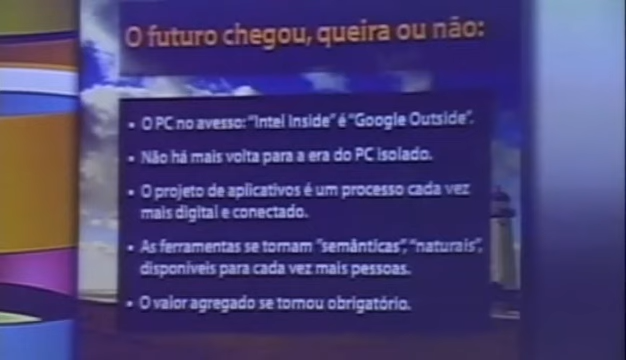 O futuro chegou, queira ou não:
• O PC no avesso: "Intel Inside" é "Google Outside".
• Não há mais volta para a era do PC isolado.
• O projeto de aplicativos é um processo cada vez
mais digital e conectado.
• As ferramentas se tornam "semânticas", "naturais",
disponíveis para cada vez mais pessoas.
• O valor agregado se tornou obrigatório.